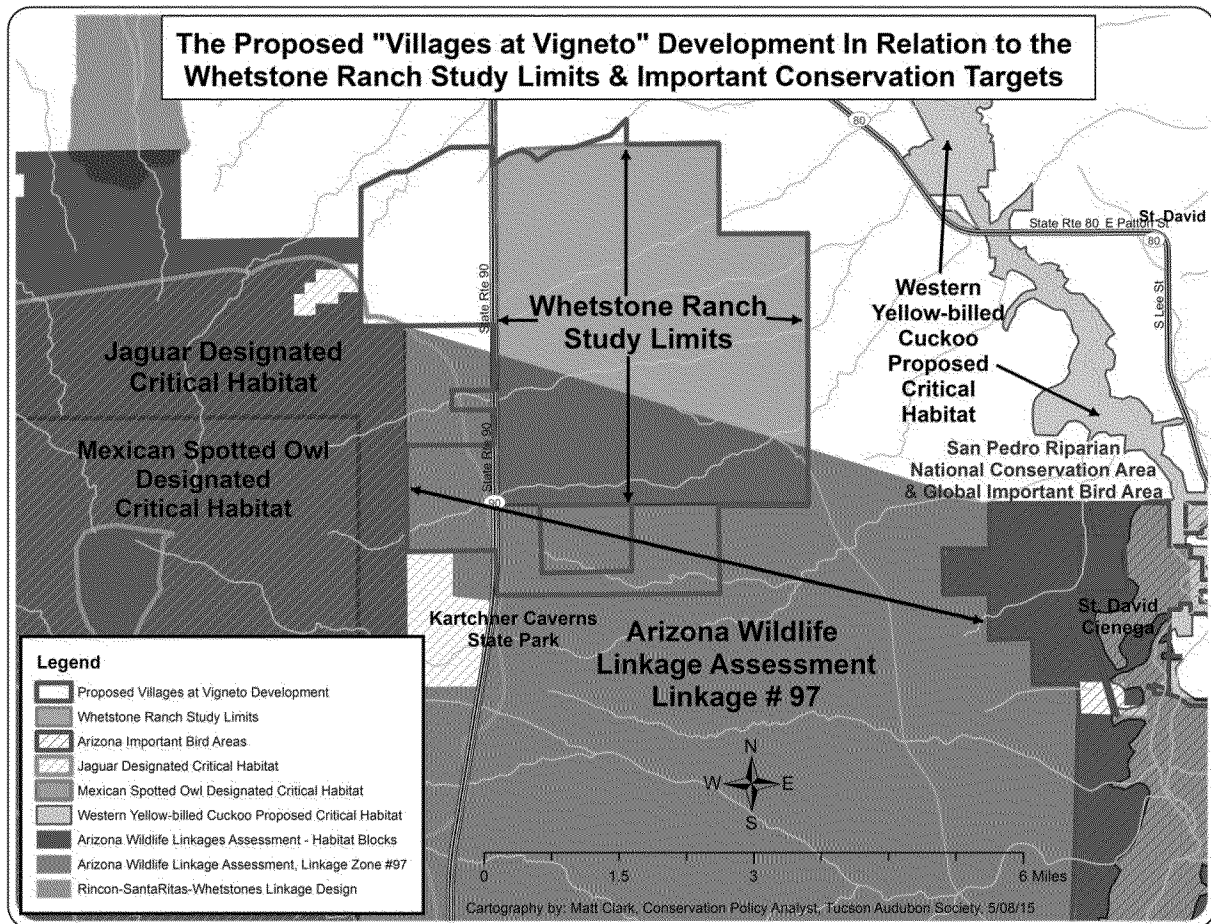 The Proposed "Villages at Vigneto" Development In Relation to the
Whetstone Ranch Study Limits & Important Conservation Targets
80
State Rte 80 E Patton St
St. David
80
S Lee St
State Rte 90
Whetstone Ranch
Study Limits
Western
Yellow-billed
Cuckoo
Proposed
Critical
Habitat
Jaguar Designated
Critical Habitat
Mexican Spotted Owl
Designated
Critical Habitat
State Rte 90
90
San Pedro Riparian
National Conservation Area
& Global Important Bird Area
Kartchner Caverns
State Park
Arizona Wildlife
Linkage Assessment
Linkage # 97
St. David
Cienega
Legend
Proposed Villages at Vigneto Development
Whetstone Ranch Study Limits
Arizona Important Bird Areas
Jaguar Designated Critical Habitat
Mexican Spotted Owl Designated Critical Habitat
Western Yellow-billed Cuckoo Proposed Critical Habitat
Arizona Wildlife Linkages Assessment - Habitat Blocks
Arizona Wildlife Linkage Assessment, Linkage Zone #97
Rincon-SantaRitas-Whetstones Linkage Design
N
W E
S
0 1.5 3 6 Miles
Cartography by: Matt Clark, Conservation Policy Analyst, Tucson Audubon Society, 5/08/15